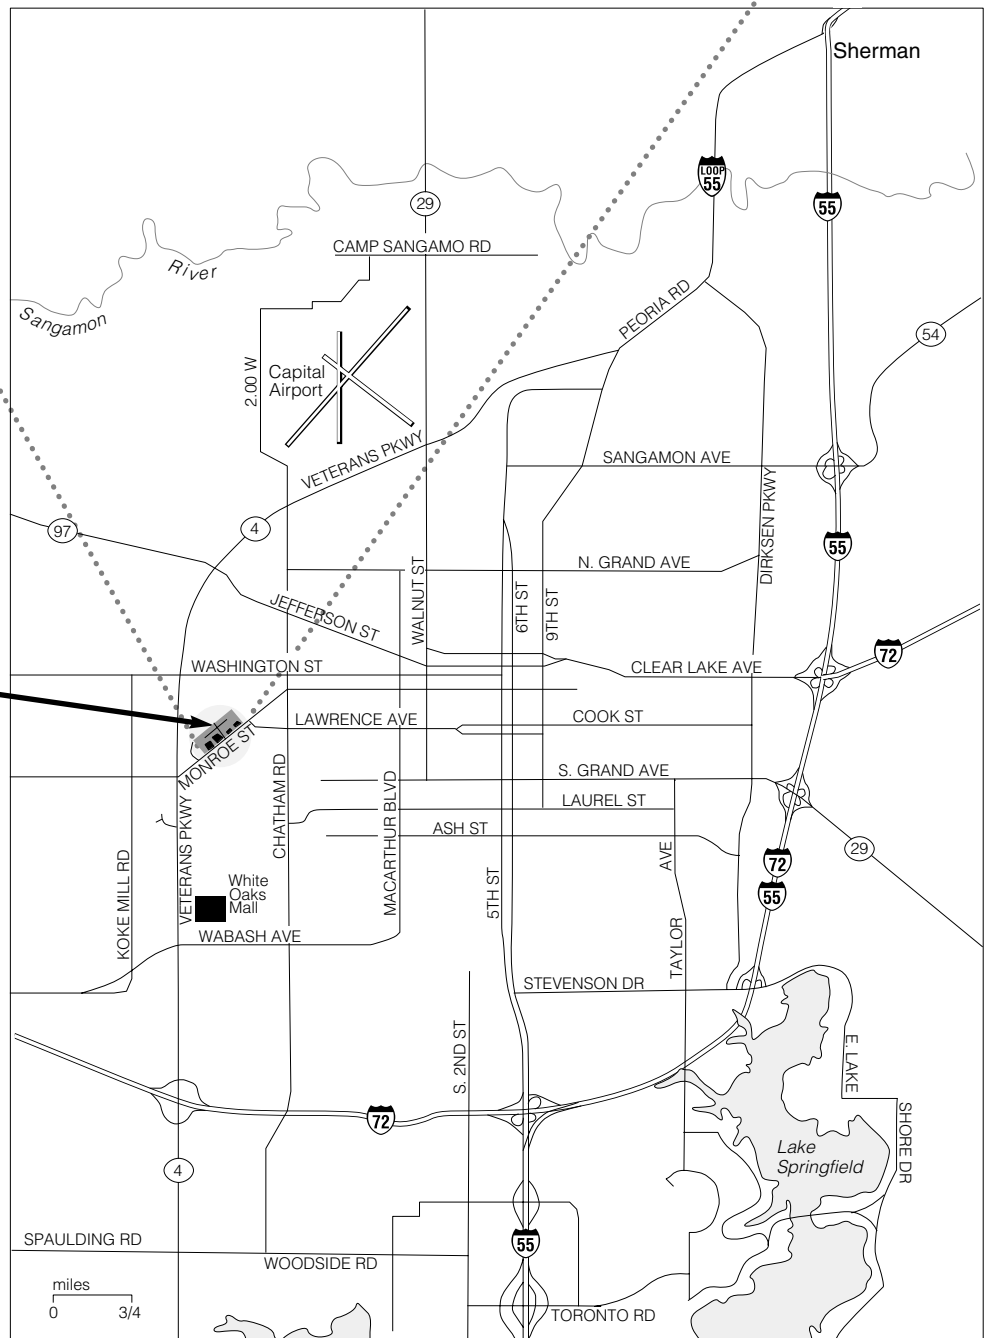 Sherman
LOOP
55
55
29
CAMP SANGAMO RD
River
Sangamon
PEORIA RD
54
2.00 W
Capital
Airport
VETERANS PKWY
SANGAMON AVE
DIRKSEN PKWY
97
4
55
N. GRAND AVE
WALNUT ST
6TH ST
9TH ST
JEFFERSON ST
72
WASHINGTON ST
CLEAR LAKE AVE
LAWRENCE AVE
COOK ST
MONROE ST
S. GRAND AVE
CHATHAM RD
MACARTHUR BLVD
LAUREL ST
ASH ST
29
72
55
KOKE MILL RD
VETERANS PKWY
White
Oaks
Mall
5TH ST
TAYLOR AVE
WABASH AVE
STEVENSON DR
S. 2ND ST
E. LAKE
SHORE DR
72
Lake
Springfield
4
SPAULDING RD
WOODSIDE RD
55
miles
0 3/4
TORONTO RD